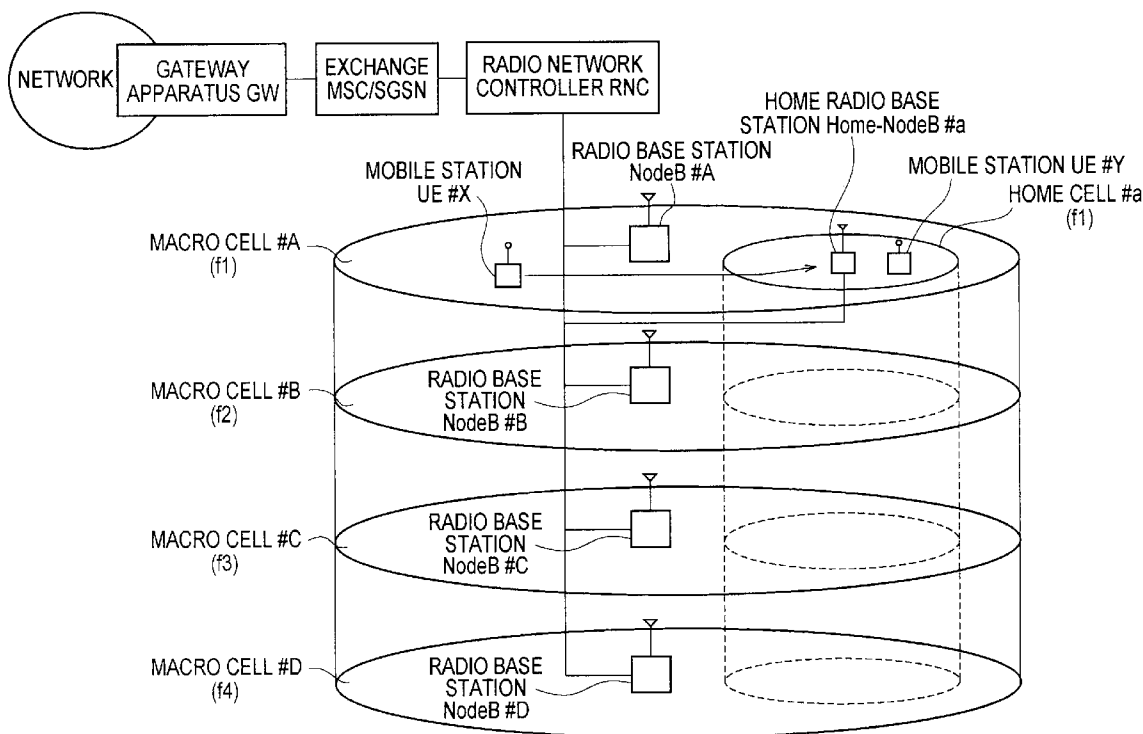 NETWORK
GATEWAY
APPARATUS GW
EXCHANGE
MSC/SGSN
RADIO NETWORK
CONTROLLER RNC
HOME RADIO BASE
STATION Home-NodeB #a
RADIO BASE STATION
NodeB #A
MOBILE STATION
UE #X
MOBILE STATION UE #Y
HOME CELL #a
(f1)
MACRO CELL #A
(f1)
MACRO CELL #B
(f2)
RADIO BASE
STATION
NodeB #B
MACRO CELL #C
(f3)
RADIO BASE
STATION
NodeB #C
MACRO CELL #D
(f4)
RADIO BASE
STATION
NodeB #D